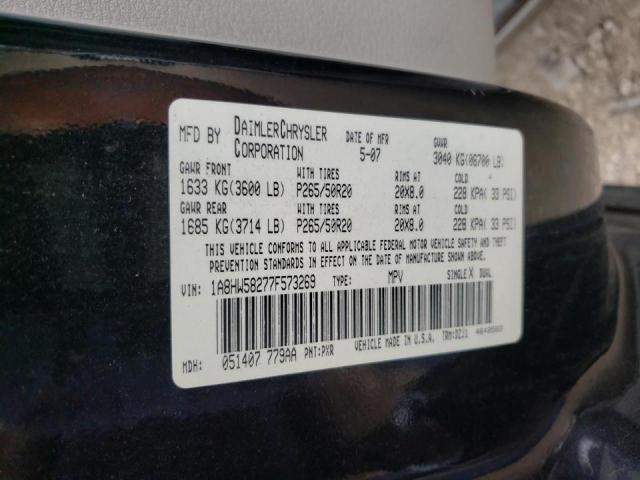 MFD BY DAIMLERCHRYSLER CORPORATION DATE OF MFR 5-07 GVWR 3040 KG(06700 LB)
GAWR FRONT WITH TIRES RIMS AT COLD
1633 KG(3600 LB) P265/50R20 20X8.0 228 KPA( 33 PSI)
GAWR REAR WITH TIRES RIMS AT COLD
1685 KG(3714 LB) P265/50R20 20X8.0 228 KPA( 33 PSI)
THIS VEHICLE CONFORMS TO ALL APPLICABLE FEDERAL MOTOR VEHICLE SAFETY AND THEFT
PREVENTION STANDARDS IN EFFECT ON THE DATE OF MANUFACTURE SHOWN ABOVE.
VIN: 1A8HW58277F573269 TYPE: MPV SINGLE X DUAL
MDH: 051407 779AA PNT:PXR VEHICLE MADE IN U.S.A. TRM:DZJ1